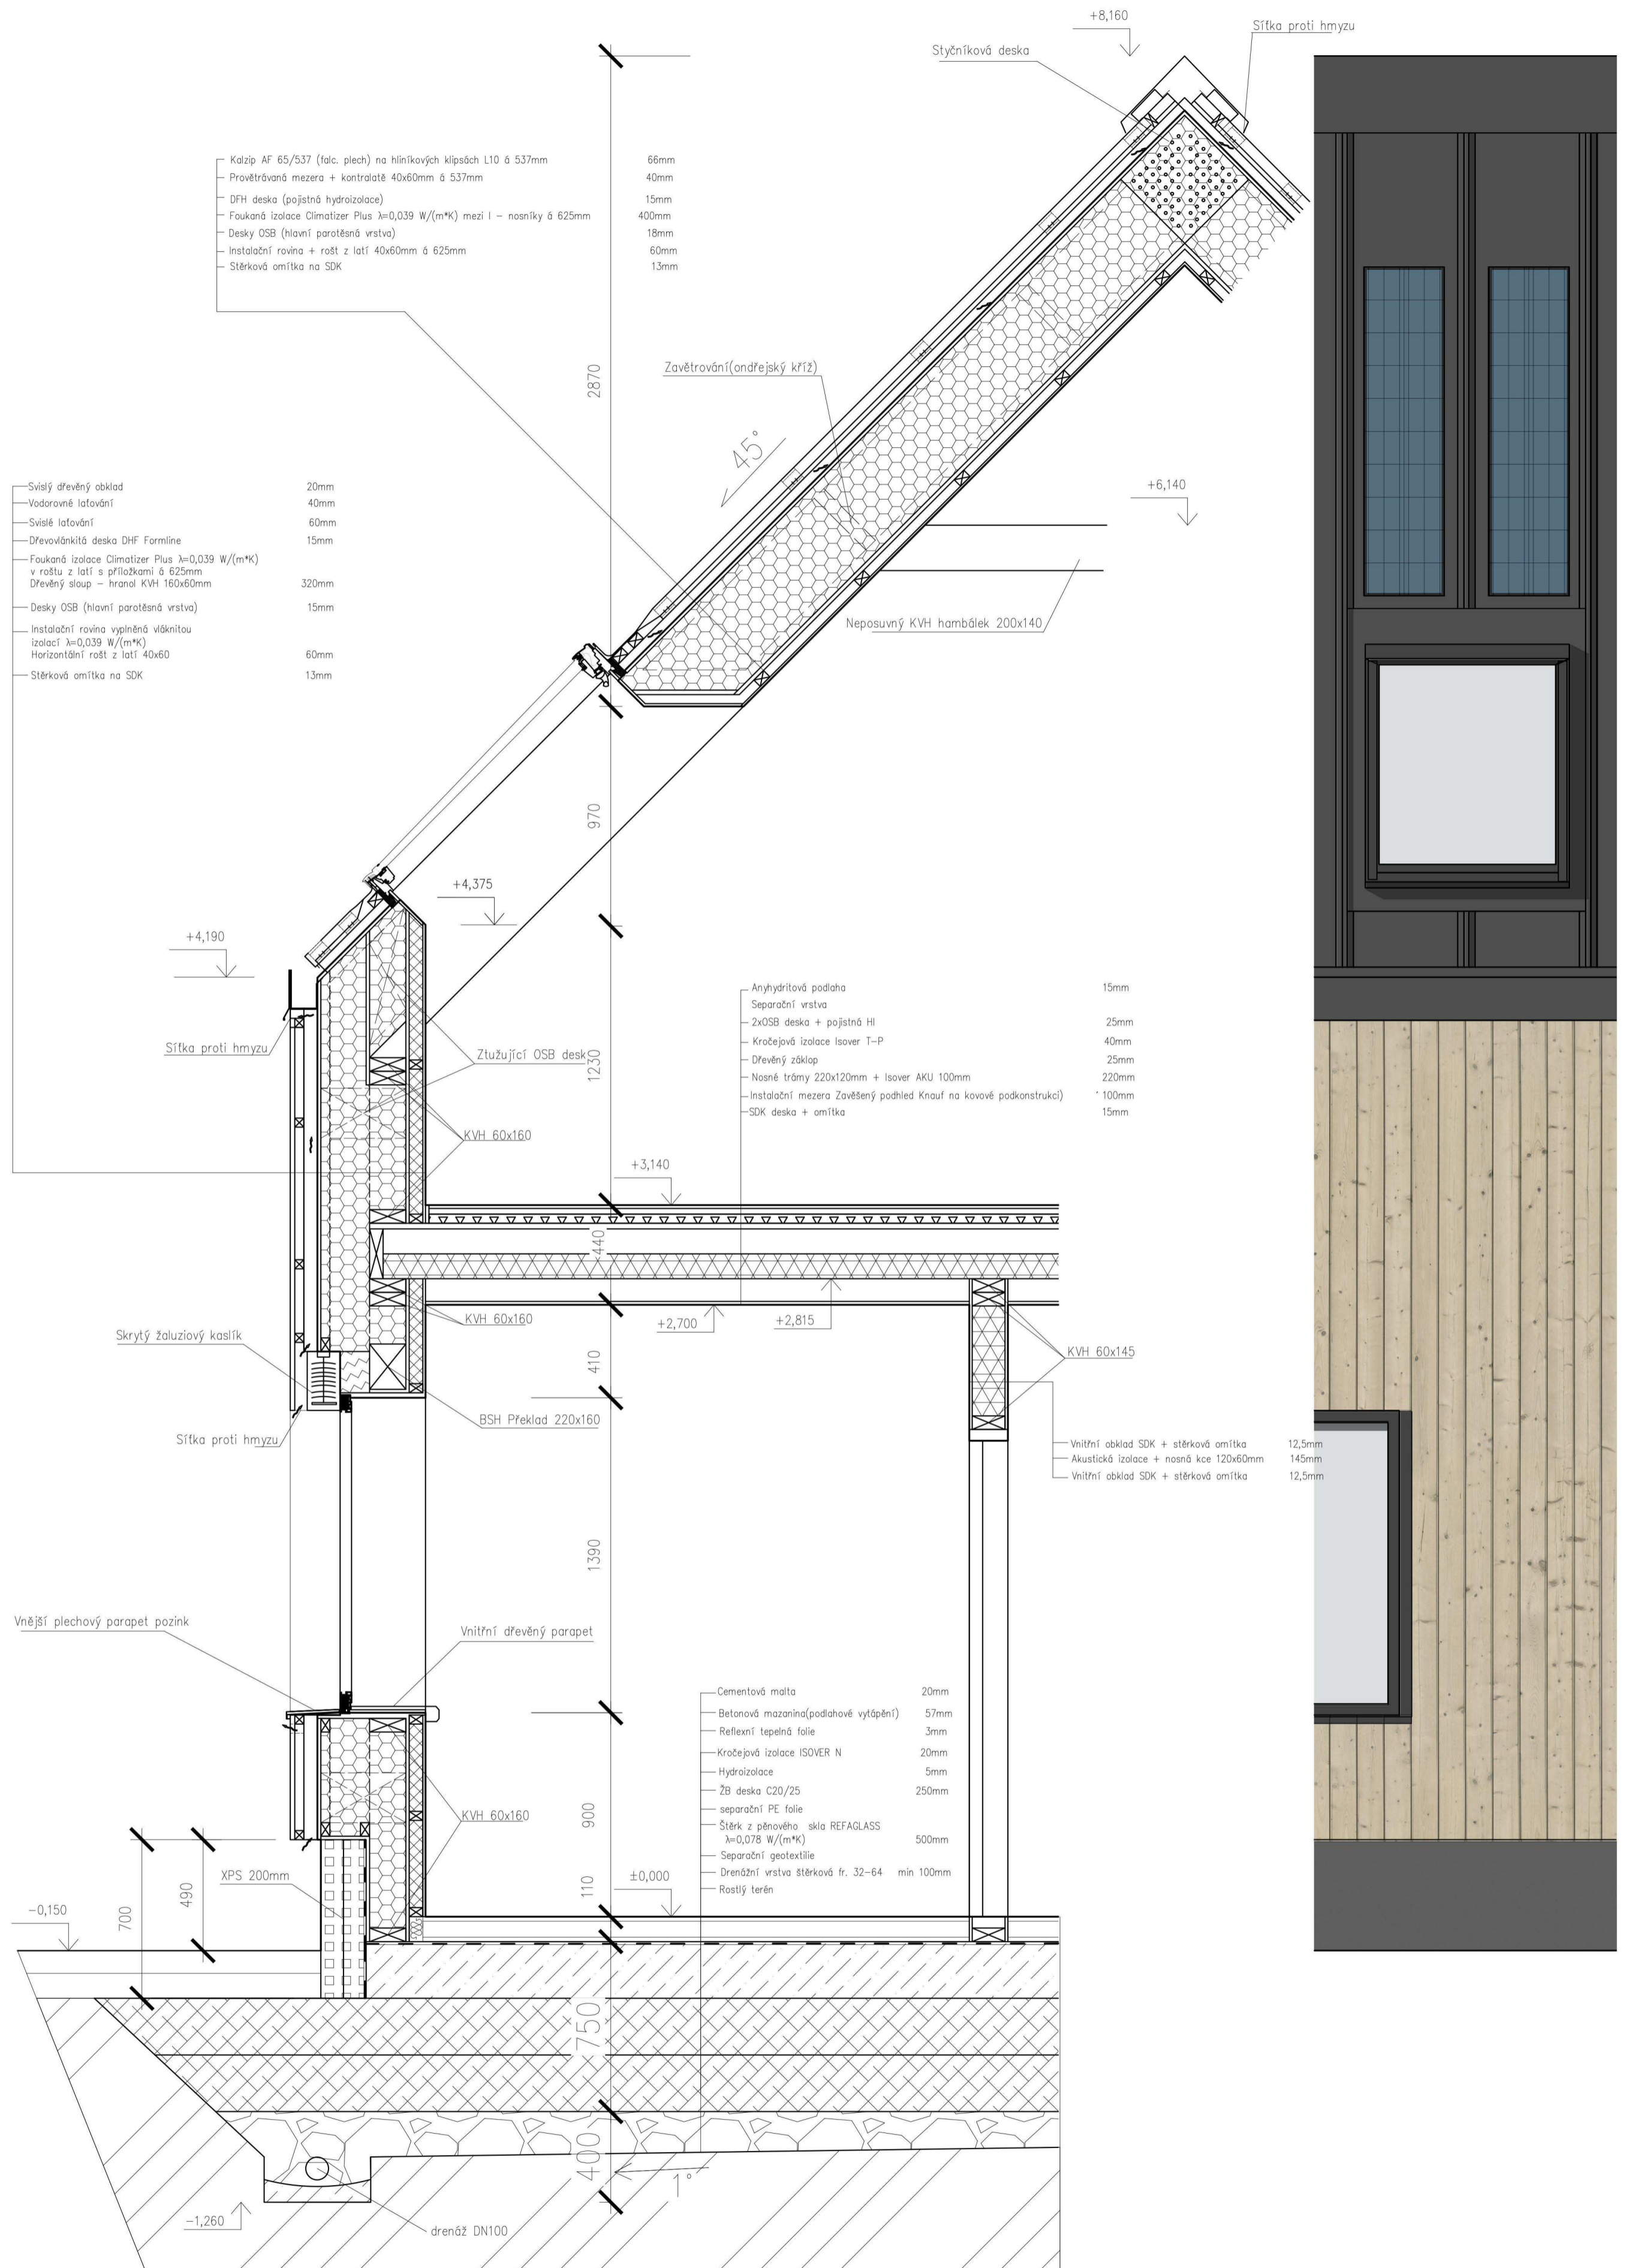 +8,160
Síťka proti hmyzu
Styčníková deska
Kalzip AF 65/537 (falc. plech) na hliníkových klipsách L10 á 537mm 66mm
Provětrávaná mezera + kontralatě 40x60mm á 537mm 40mm
DFH deska (pojistná hydroizolace) 15mm
Foukaná izolace Climatizer Plus λ=0,039 W/(m*K) mezi I - nosníky á 625mm 400mm
Desky OSB (hlavní parotěsná vrstva) 18mm
Instalační rovina + rošt z latí 40x60mm á 625mm 60mm
Stěrková omítka na SDK 13mm
2870
Zavětrování(ondřejský kříž)
45°
+6,140
Neposuvný KVH hambálek 200x140
Svislý dřevěný obklad 20mm
Vodorovné laťování 40mm
Svislé laťování 60mm
Dřevovlánkitá deska DHF Formline 15mm
Foukaná izolace Climatizer Plus λ=0,039 W/(m*K)
v roštu z latí s příložkami á 625mm
Dřevěný sloup - hranol KVH 160x60mm 320mm
Desky OSB (hlavní parotěsná vrstva) 15mm
Instalační rovina vyplněná vláknitou
izolací λ=0,039 W/(m*K)
Horizontální rošt z latí 40x60 60mm
Stěrková omítka na SDK 13mm
970
+4,375
+4,190
Síťka proti hmyzu
Ztužující OSB desk
1230
KVH 60x160
Anyhydritová podlaha 15mm
Separační vrstva
2xOSB deska + pojistná HI 25mm
Kročejová izolace Isover T-P 40mm
Dřevěný záklop 25mm
Nosné trámy 220x120mm + Isover AKU 100mm 220mm
Instalační mezera Zavěšený podhled Knauf na kovové podkonstrukci) 100mm
SDK deska + omítka 15mm
+3,140
440
KVH 60x160
+2,700
+2,815
Skrytý žaluziový kaslík
410
KVH 60x145
BSH Překlad 220x160
Síťka proti hmyzu
Vnitřní obklad SDK + stěrková omítka 12,5mm
Akustická izolace + nosná kce 120x60mm 145mm
Vnitřní obklad SDK + stěrková omítka 12,5mm
1390
Vnější plechový parapet pozink
Vnitřní dřevěný parapet
Cementová malta 20mm
Betonová mazanina(podlahové vytápění) 57mm
Reflexní tepelná folie 3mm
Kročejová izolace ISOVER N 20mm
Hydroizolace 5mm
ŽB deska C20/25 250mm
separační PE folie
Štěrk z pěnového skla REFAGLASS
λ=0,078 W/(m*K) 500mm
Separační geotextilie
Drenážní vrstva štěrková fr. 32-64 min 100mm
Rostlý terén
KVH 60x160
900
XPS 200mm
490
700
110
±0,000
-0,150
750
400
1°
-1,260
drenáž DN100